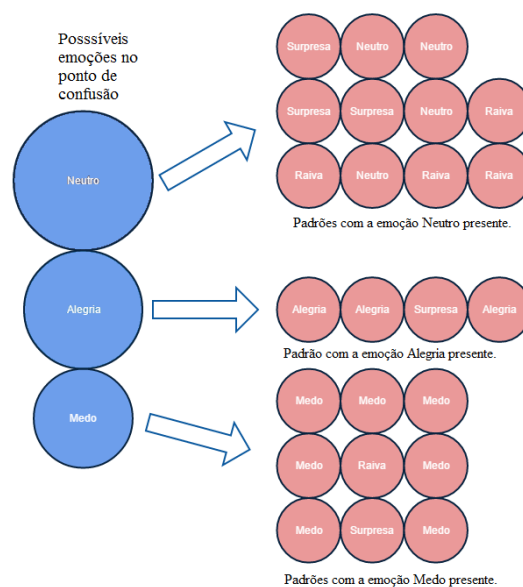 Posssíveis
emoções no
ponto de
confusão
Neutro
Alegria
Medo
Surpresa Neutro Neutro
Surpresa Surpresa Neutro Raiva
Raiva Neutro Raiva Raiva
Padrões com a emoção Neutro presente.
Alegria Alegria Surpresa Alegria
Padrão com a emoção Alegria presente.
Medo Medo Medo
Medo Raiva Medo
Medo Surpresa Medo
Padrões com a emoção Medo presente.